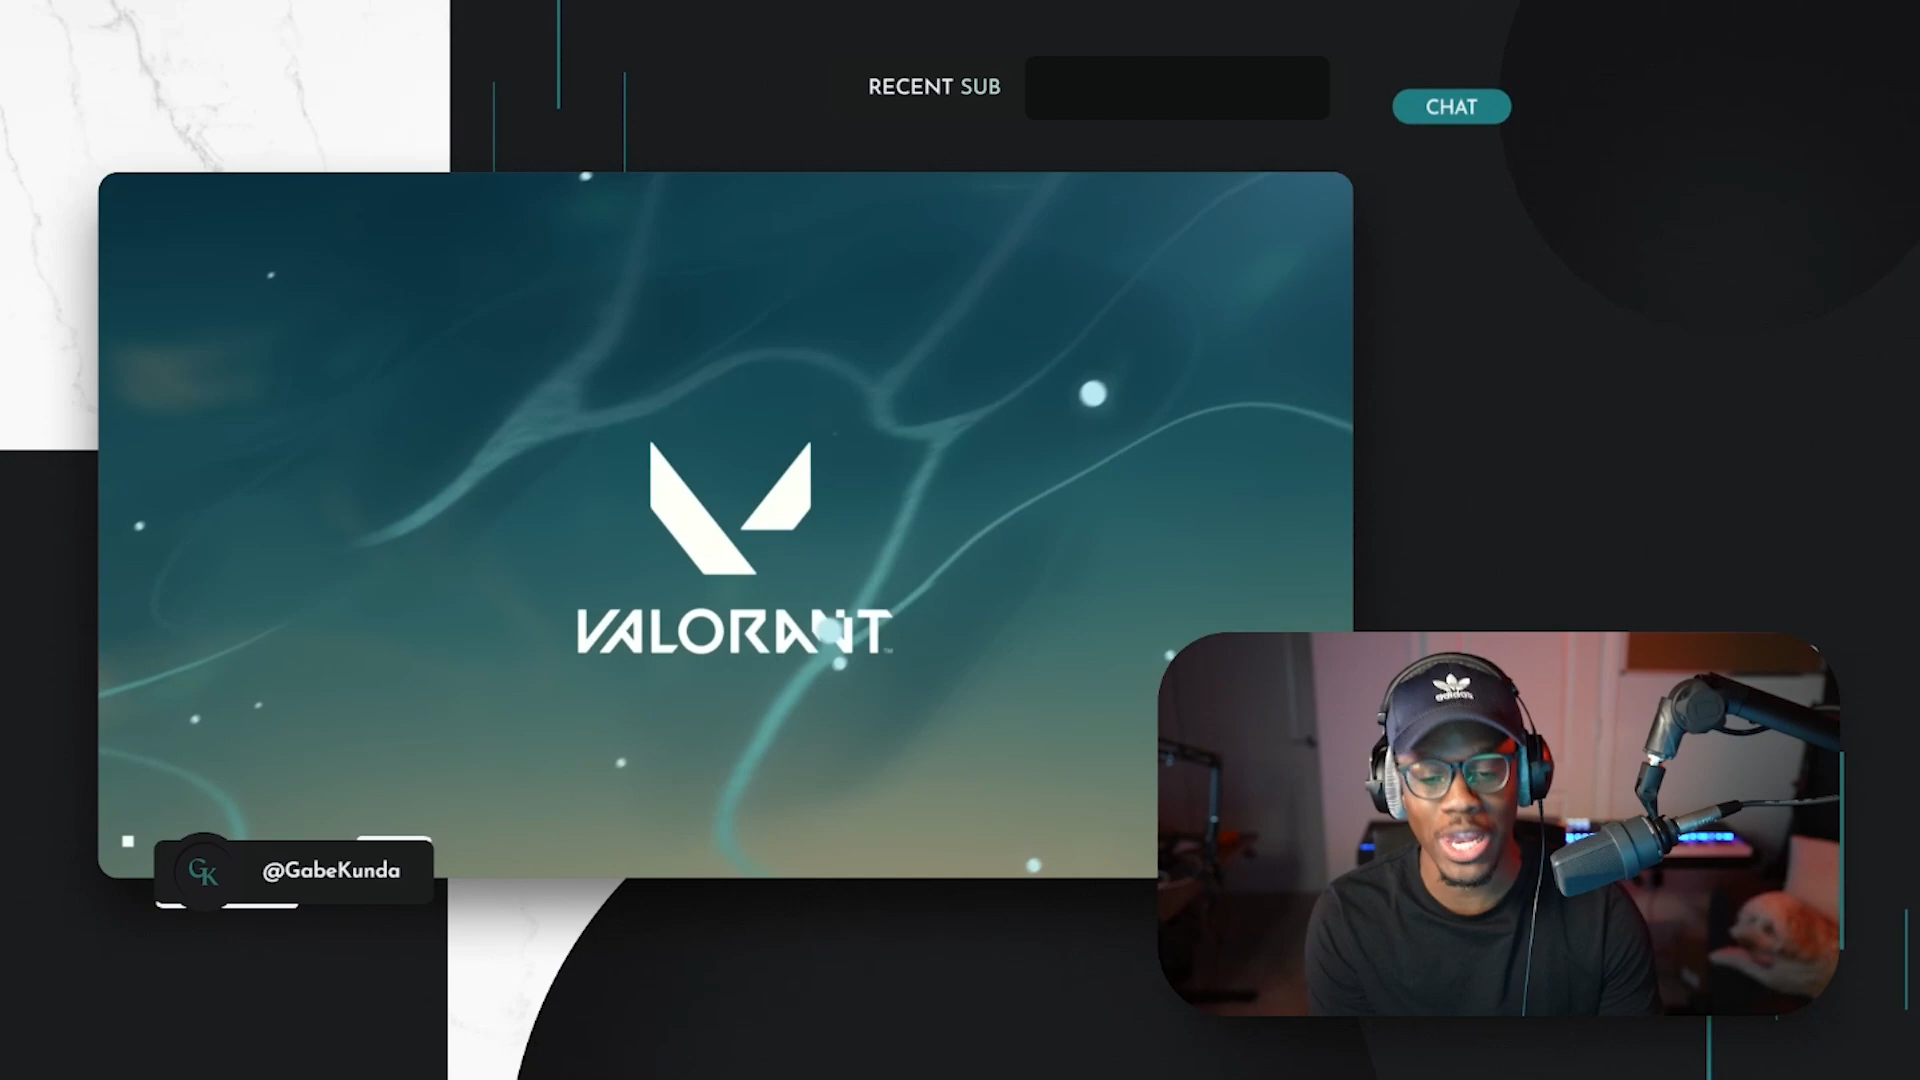 RECENT SUB
CHAT
VALORANT
adidas
GK
@GabeKunda